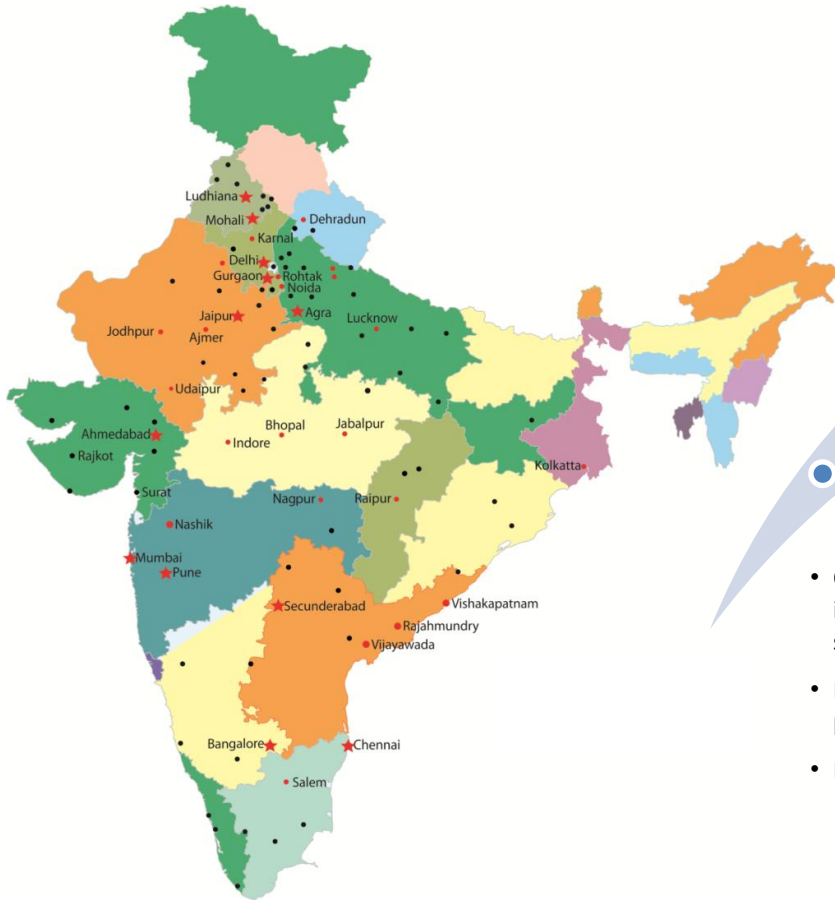 Ludhiana
Mohali
Dehradun
Karnal
Delhi
Gurgaon
Rohtak
Noida
Jaipur
Agra
Lucknow
Jodhpur
Ajmer
Udaipur
Ahmedabad
Bhopal
Jabalpur
Indore
Rajkot
Kolkatta
Surat
Nagpur
Raipur
Nashik
Mumbai
Pune
Secunderabad
Vishakapatnam
Rajahmundry
Vijayawada
Bangalore
Chennai
Salem